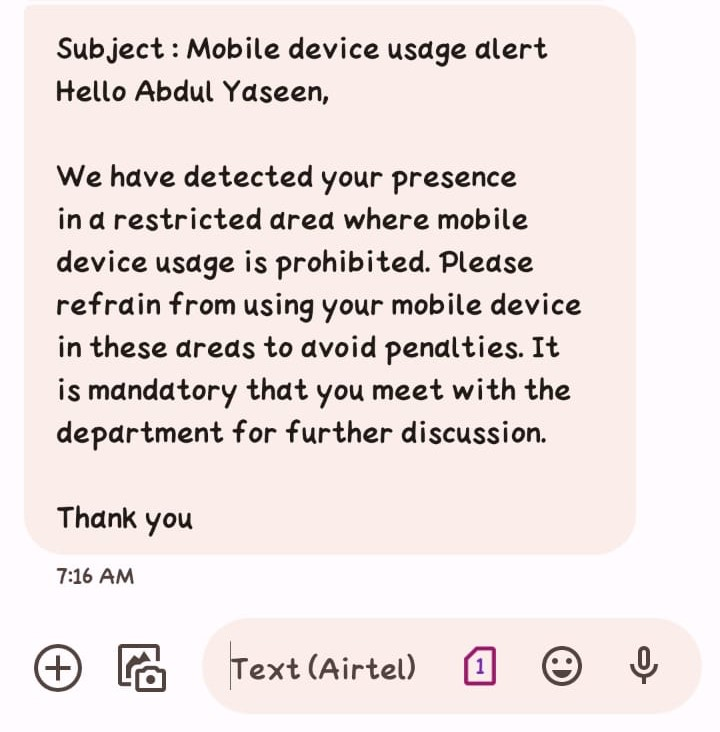 Subject : Mobile device usage alert
Hello Abdul Yaseen,
We have detected your presence
in a restricted area where mobile
device usage is prohibited. Please
refrain from using your mobile device
in these areas to avoid penalties. It
is mandatory that you meet with the
department for further discussion.
Thank you
7:16 AM
Text (Airtel)
1